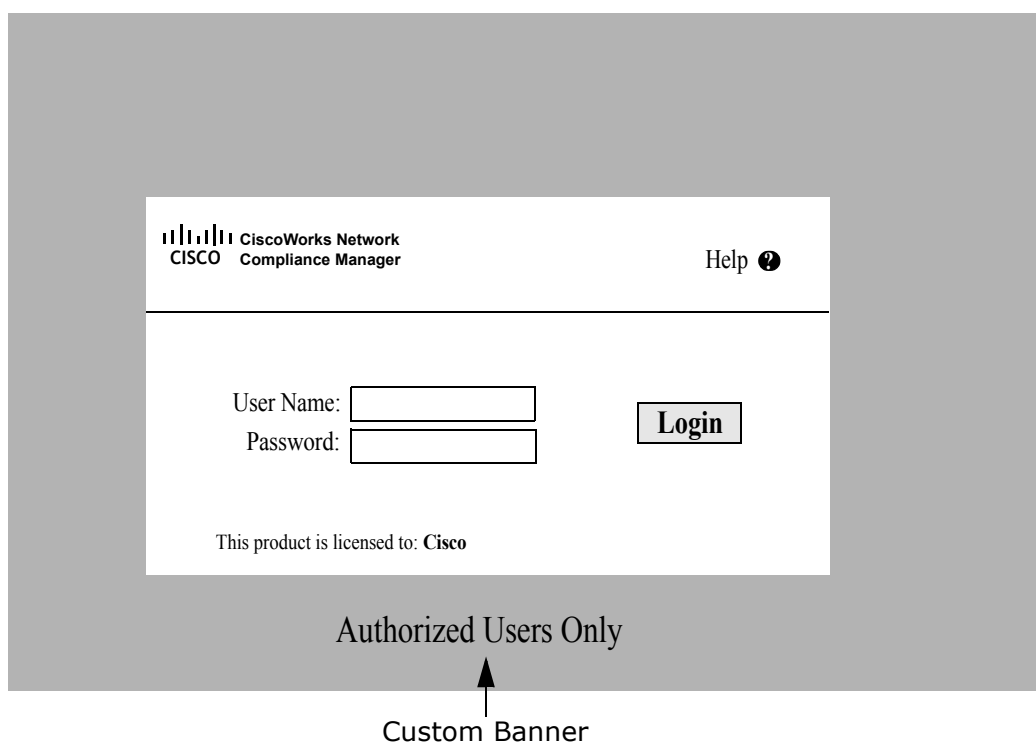 CISCO
CiscoWorks Network
Compliance Manager
Help ?
User Name:
Password:
Login
This product is licensed to: Cisco
Authorized Users Only
Custom Banner